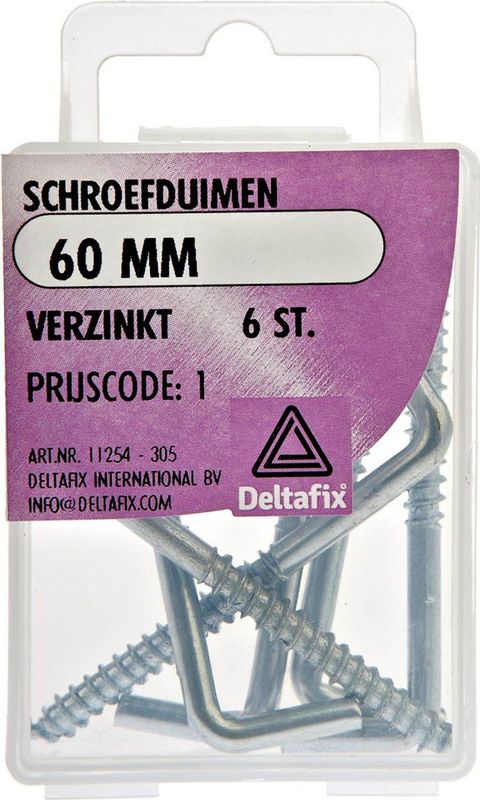 SCHROEFDUIMEN
60 MM
VERZINKT 6 ST.
PRIJSCODE: 1
ART.NR. 11254 - 305
DELTAFIX INTERNATIONAL BV
INFO@DELTAFIX.COM
Deltafix